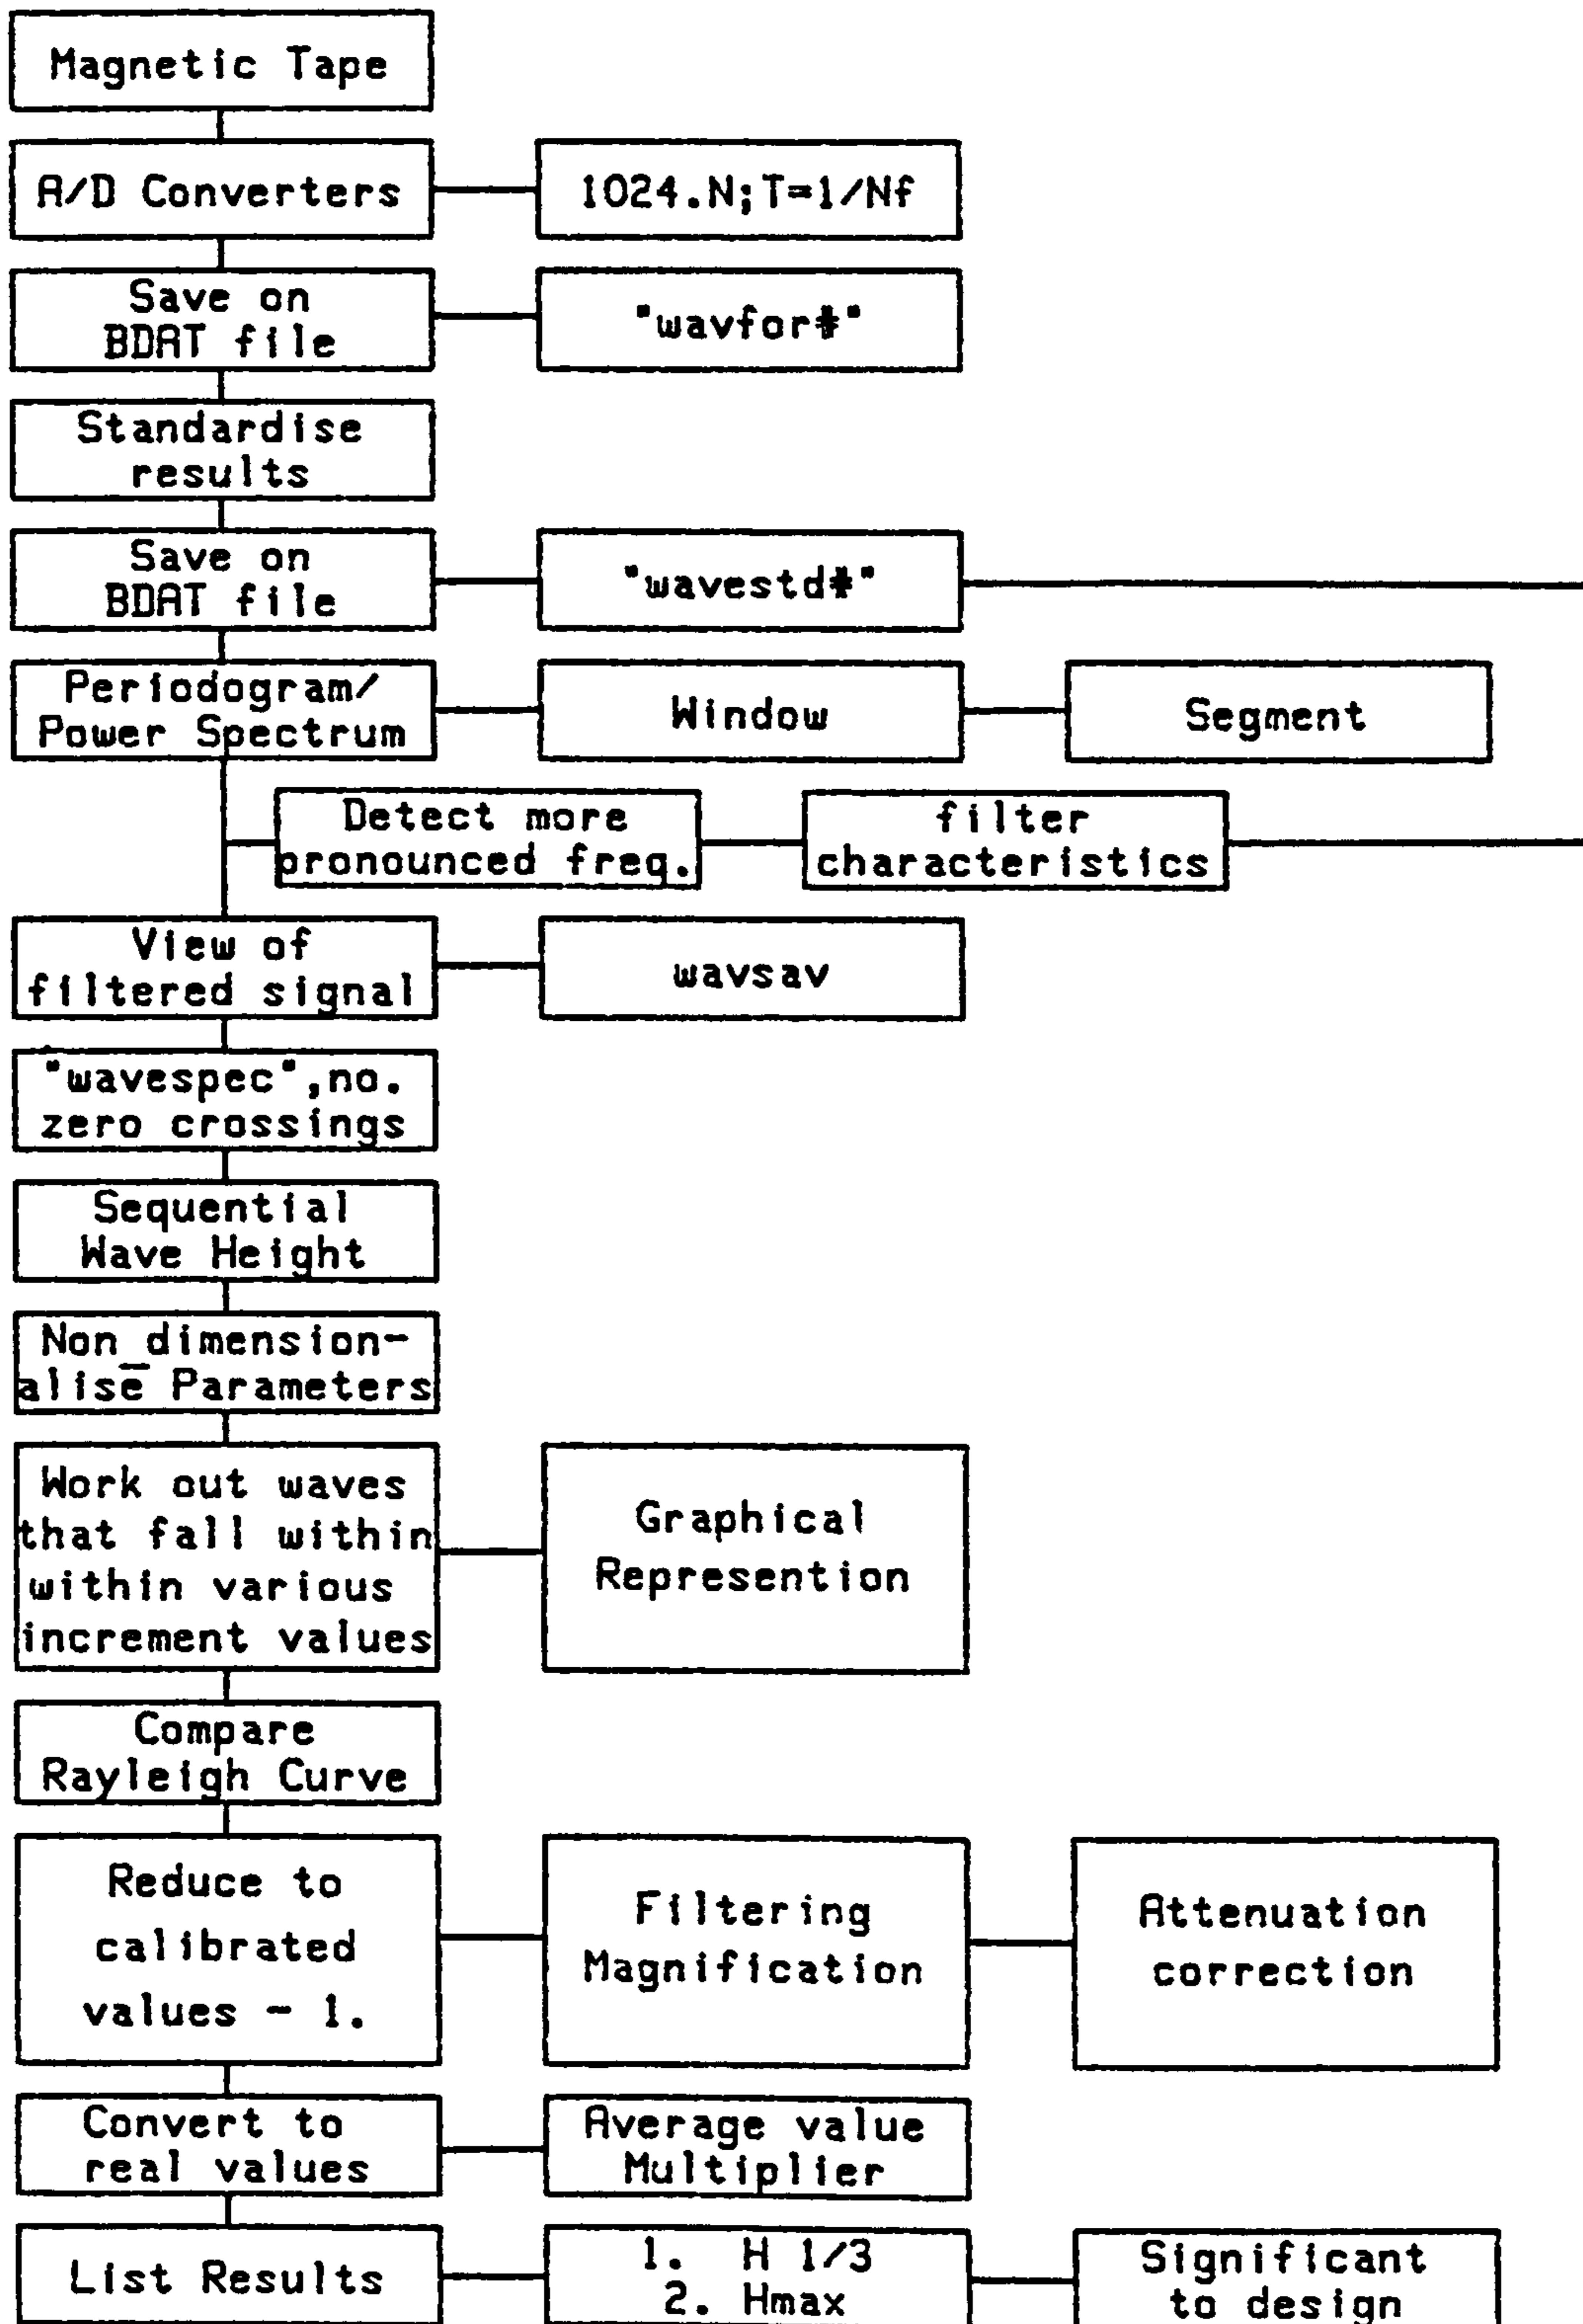 Magnetic Tape
A/D Converters
1024.N;T=1/Nf
Save on
BDAT file
"wavfor#"
Standardise
results
Save on
BDAT file
"wavestd#"
Periodogram/
Power Spectrum
Window
Segment
Detect more
pronounced freq.
filter
characteristics
View of
filtered signal
wavsav
"wavespec",no.
zero crossings
Sequential
Wave Height
Non dimension-
alise Parameters
Work out waves
that fall within
within various
increment values
Graphical
Represention
Compare
Rayleigh Curve
Reduce to
calibrated
values - 1.
Filtering
Magnification
Attenuation
correction
Convert to
real values
Average value
Multiplier
List Results
1. H 1/3
2. Hmax
Significant
to design